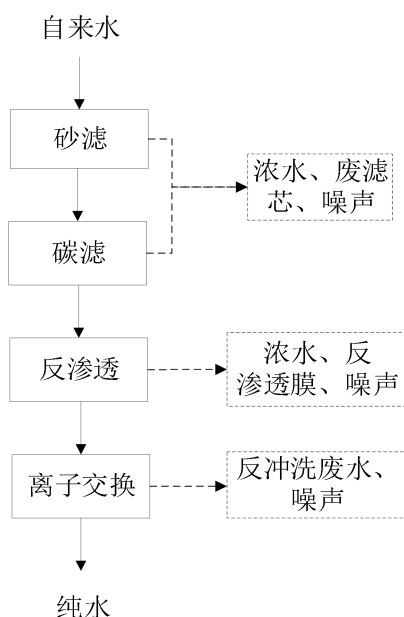 自来水
砂滤
浓水、废滤
芯、噪声
碳滤
反渗透
浓水、反
渗透膜、噪声
离子交换
反冲洗废水、
噪声
纯水